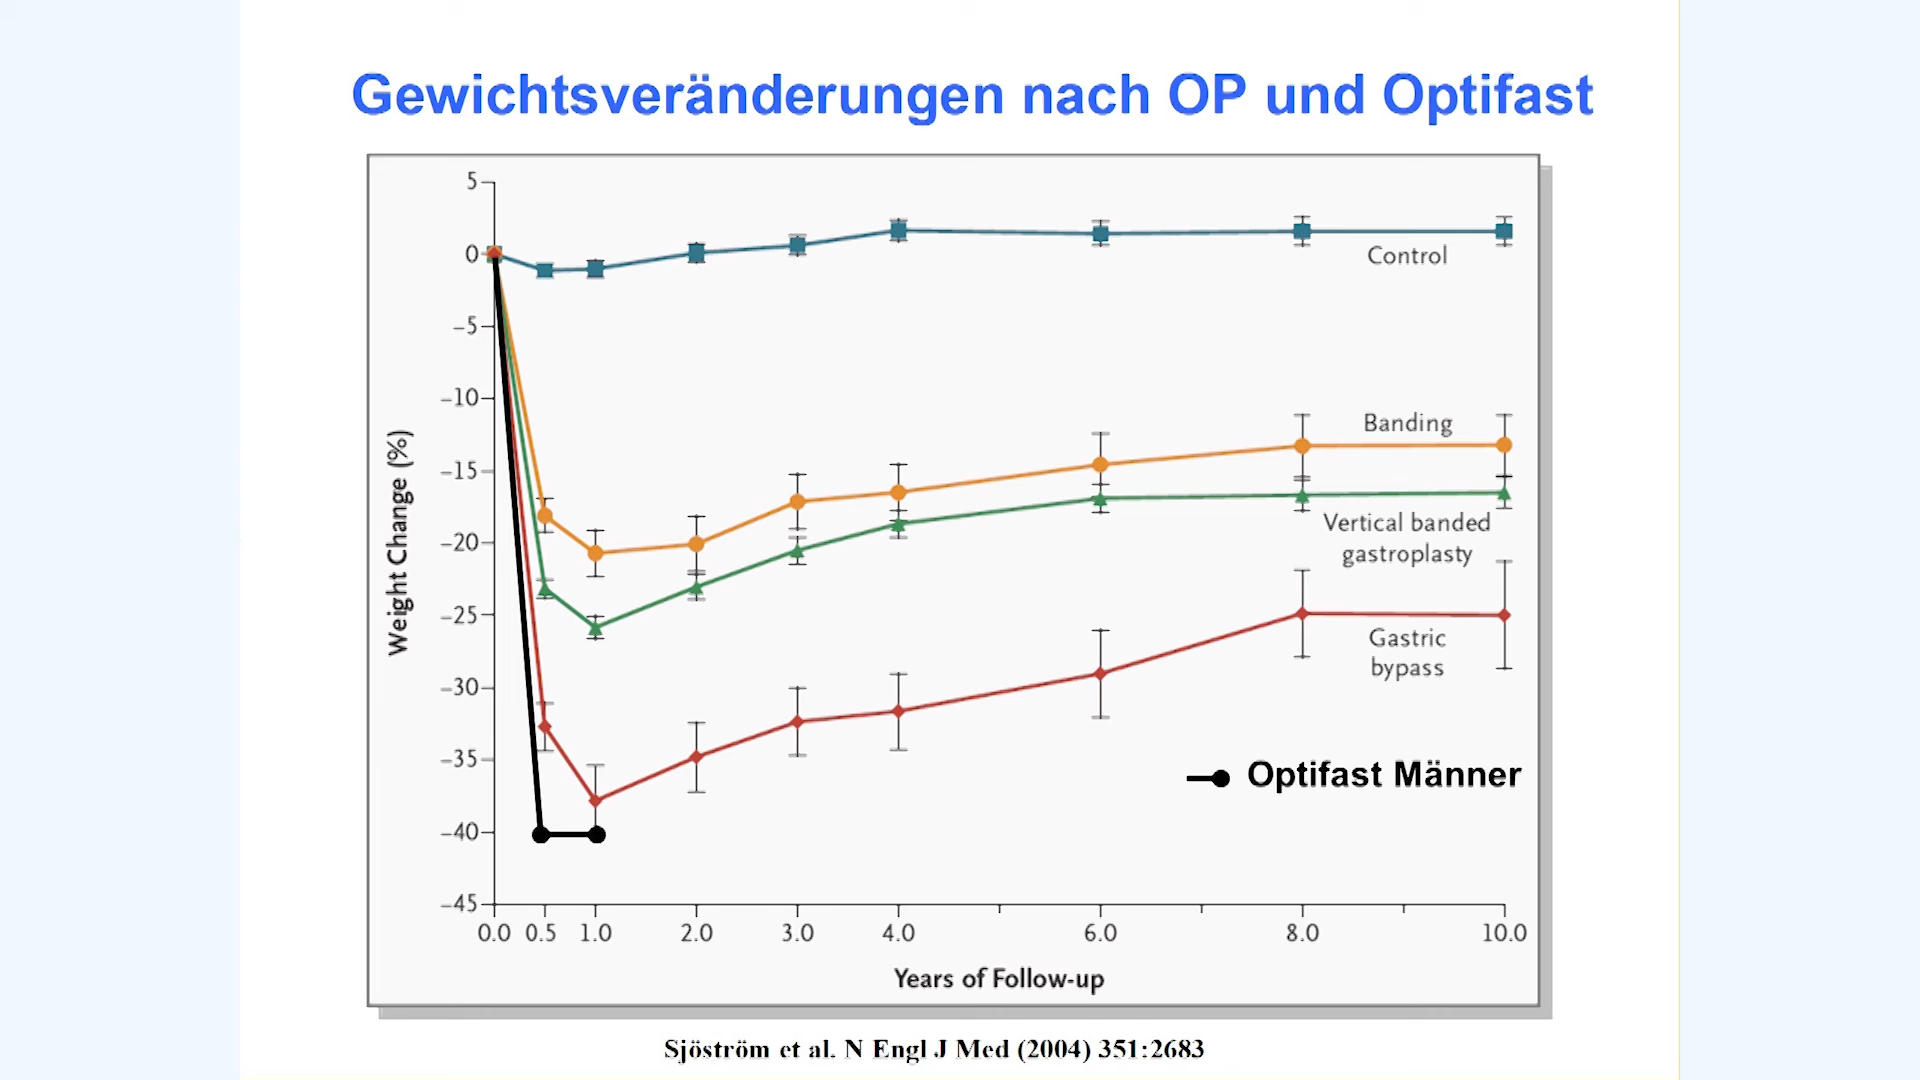 Gewichtsveränderungen nach OP und Optifast
5
0
Control
−5
−10
Banding
−15
Vertical banded
gastroplasty
−20
−25
Gastric
bypass
−30
−35
Optifast Männer
−40
−45
Weight Change (%)
0.0 0.5 1.0 2.0 3.0 4.0 6.0 8.0 10.0
Years of Follow-up
Sjöström et al. N Engl J Med (2004) 351:2683